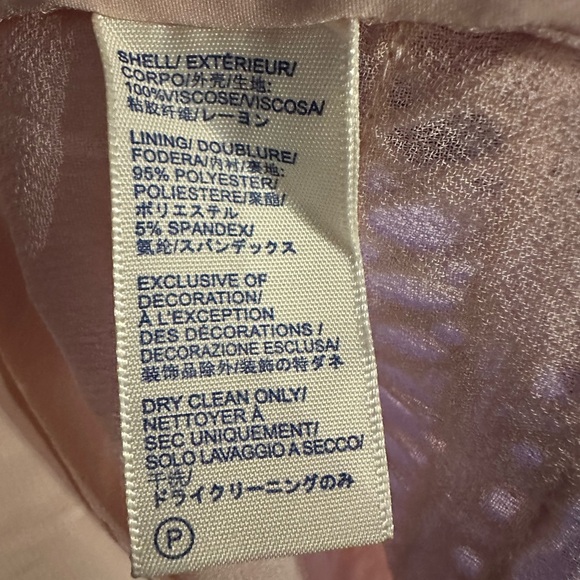 SHELL/ EXTÉRIEUR/
CORPO/外壳/生地:
100%VISCOSE/VISCOSA/
粘胶纤维/レーヨン
LINING/ DOUBLURE/
FODERA/内衬/裏地:
95% POLYESTER/
POLIESTERE/聚酯/
ポリエステル
5% SPANDEX/
氨纶/スパンデックス
EXCLUSIVE OF
DECORATION/
À L'EXCEPTION
DES DÉCORATIONS /
DECORAZIONE ESCLUSA/
装饰品除外/装飾の特ダネ
DRY CLEAN ONLY/
NETTOYER À
SEC UNIQUEMENT/
SOLO LAVAGGIO A SECCO/
干洗/
ドライクリーニングのみ
P